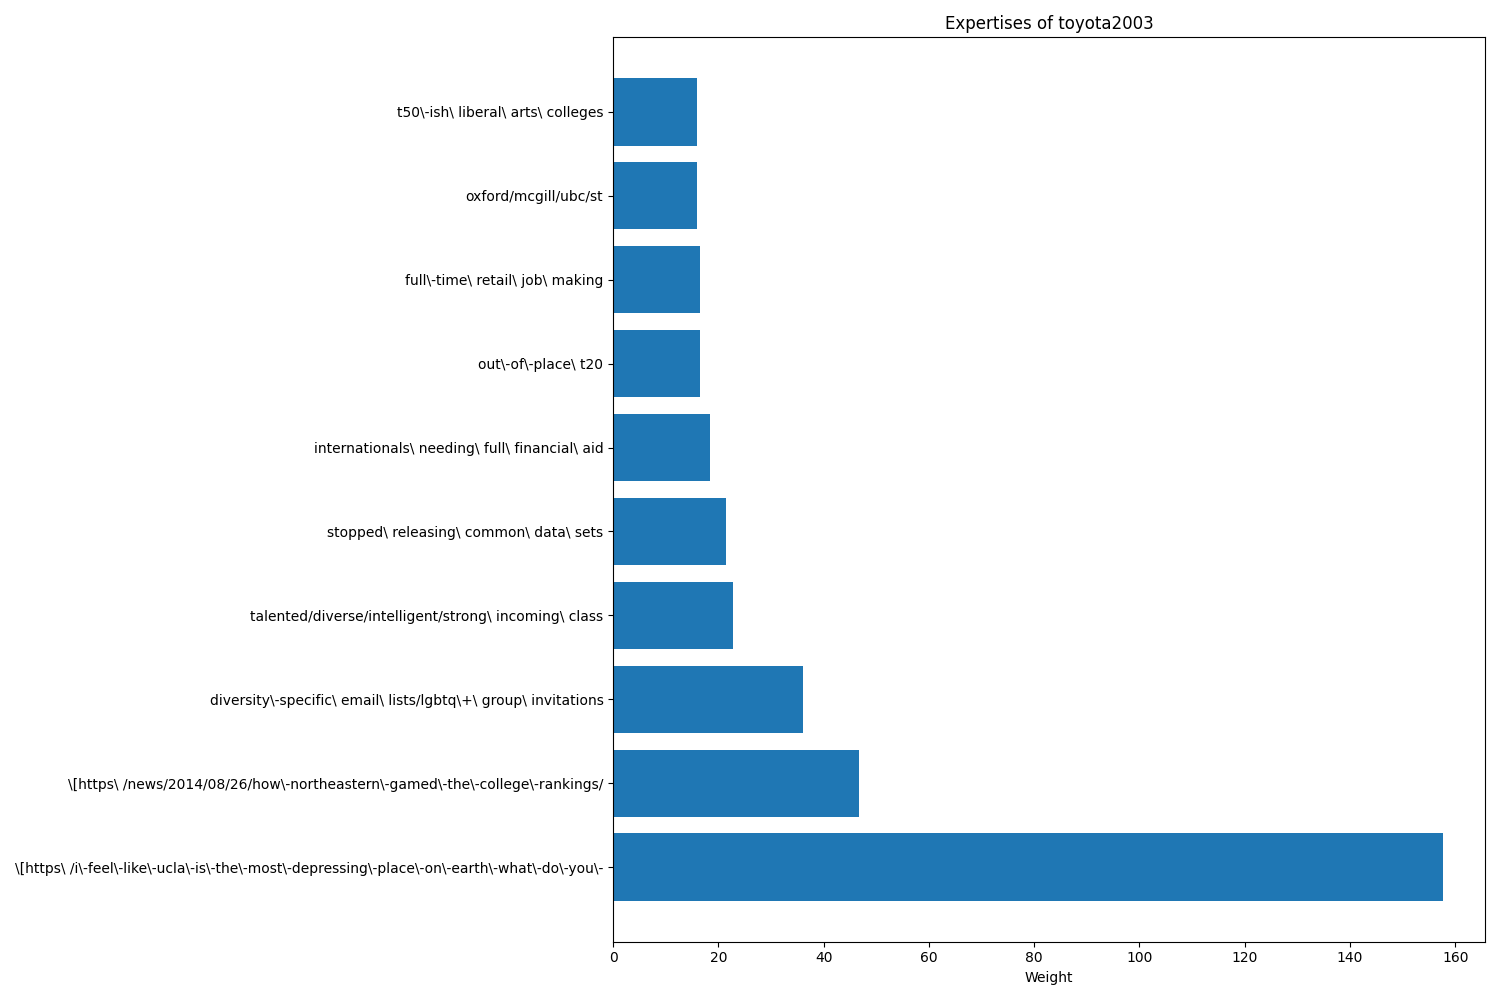 Expertises of toyota2003
t50\-ish\ liberal\ arts\ colleges
oxford/mcgill/ubc/st
full\-time\ retail\ job\ making
out\-of\-place\ t20
internationals\ needing\ full\ financial\ aid
stopped\ releasing\ common\ data\ sets
talented/diverse/intelligent/strong\ incoming\ class
diversity\-specific\ email\ lists/lgbtq\+\ group\ invitations
\[https\ /news/2014/08/26/how\-northeastern\-gamed\-the\-college\-rankings/
\[https\ /i\-feel\-like\-ucla\-is\-the\-most\-depressing\-place\-on\-earth\-what\-do\-you\-
0 20 40 60 80 100 120 140 160
Weight